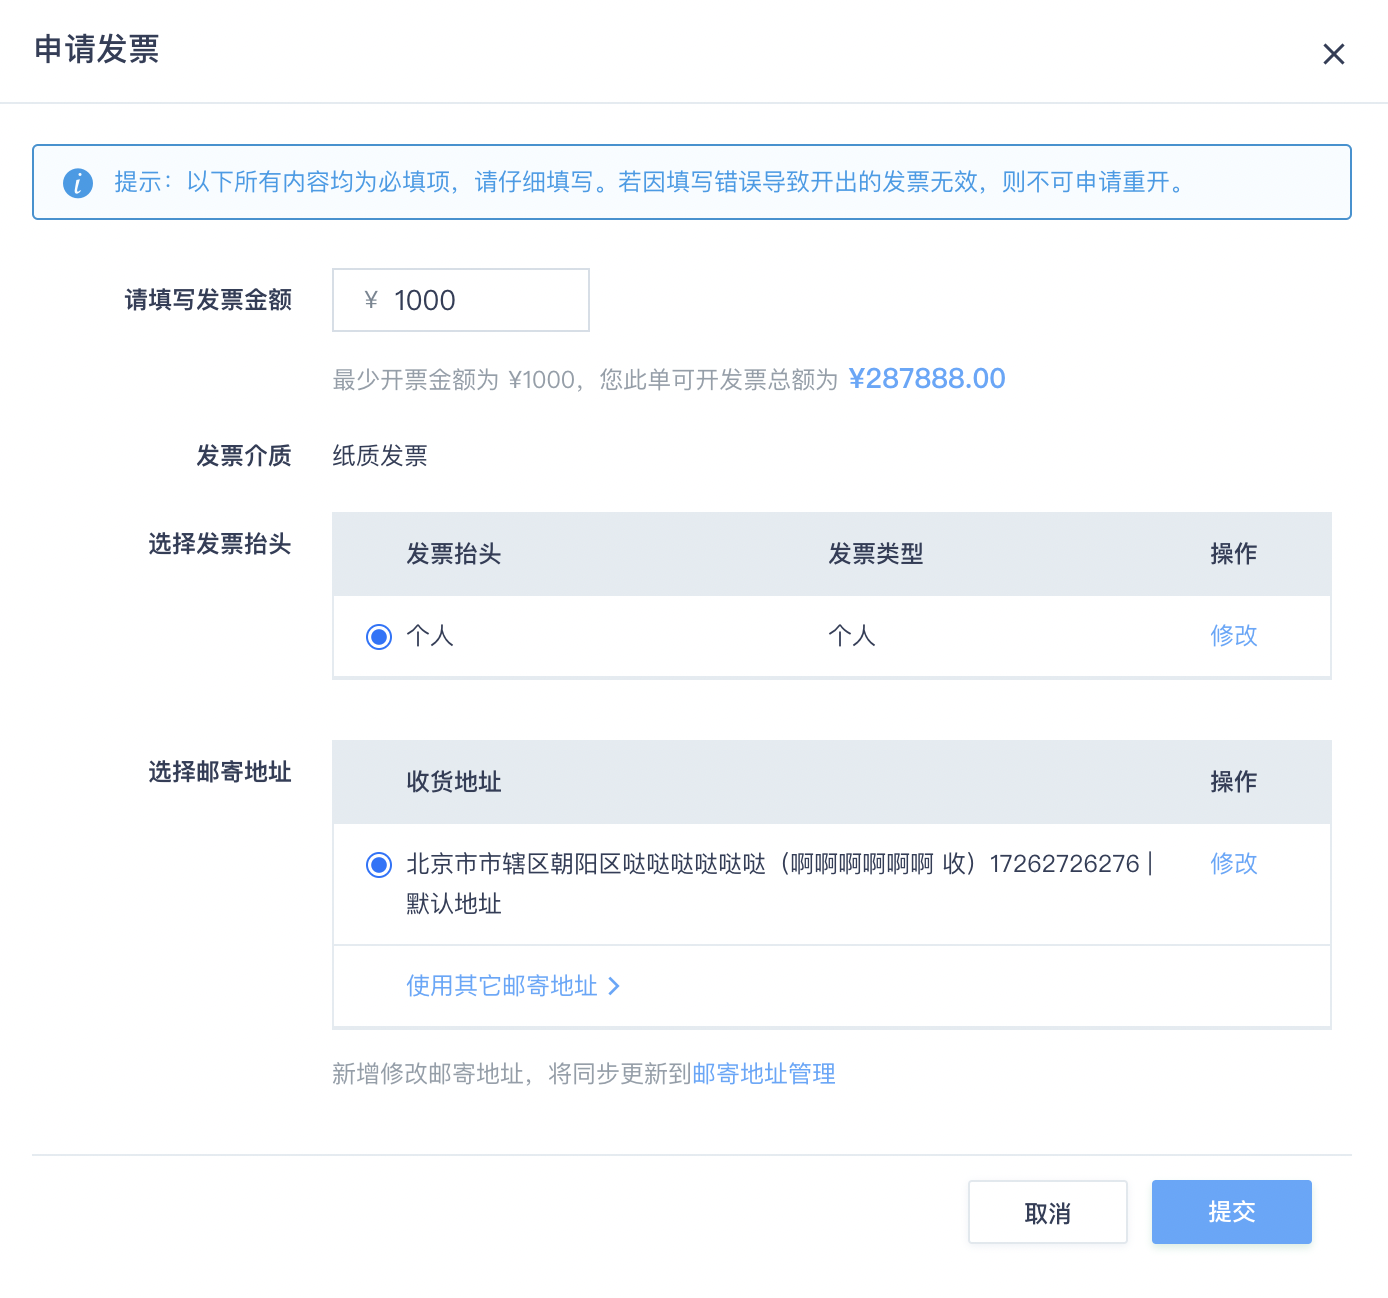 申请发票
提示：以下所有内容均为必填项，请仔细填写。若因填写错误导致开出的发票无效，则不可申请重开。
请填写发票金额 ¥ 1000
最少开票金额为 ¥1000，您此单可开发票总额为 ¥287888.00
发票介质 纸质发票
选择发票抬头 发票抬头 发票类型 操作
个人 个人 修改
选择邮寄地址 收货地址 操作
北京市市辖区朝阳区哒哒哒哒哒哒（啊啊啊啊啊啊 收）17262726276 | 修改
默认地址
使用其它邮寄地址
新增修改邮寄地址，将同步更新到邮寄地址管理
取消 提交